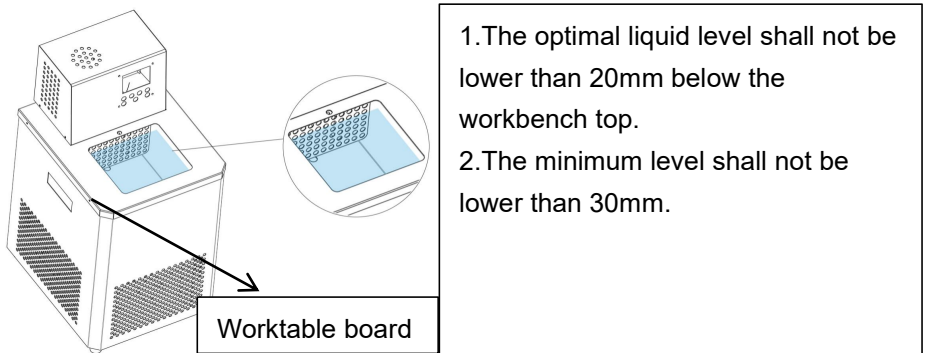 1.The optimal liquid level shall not be
lower than 20mm below the
workbench top.
2.The minimum level shall not be
lower than 30mm.
Worktable board